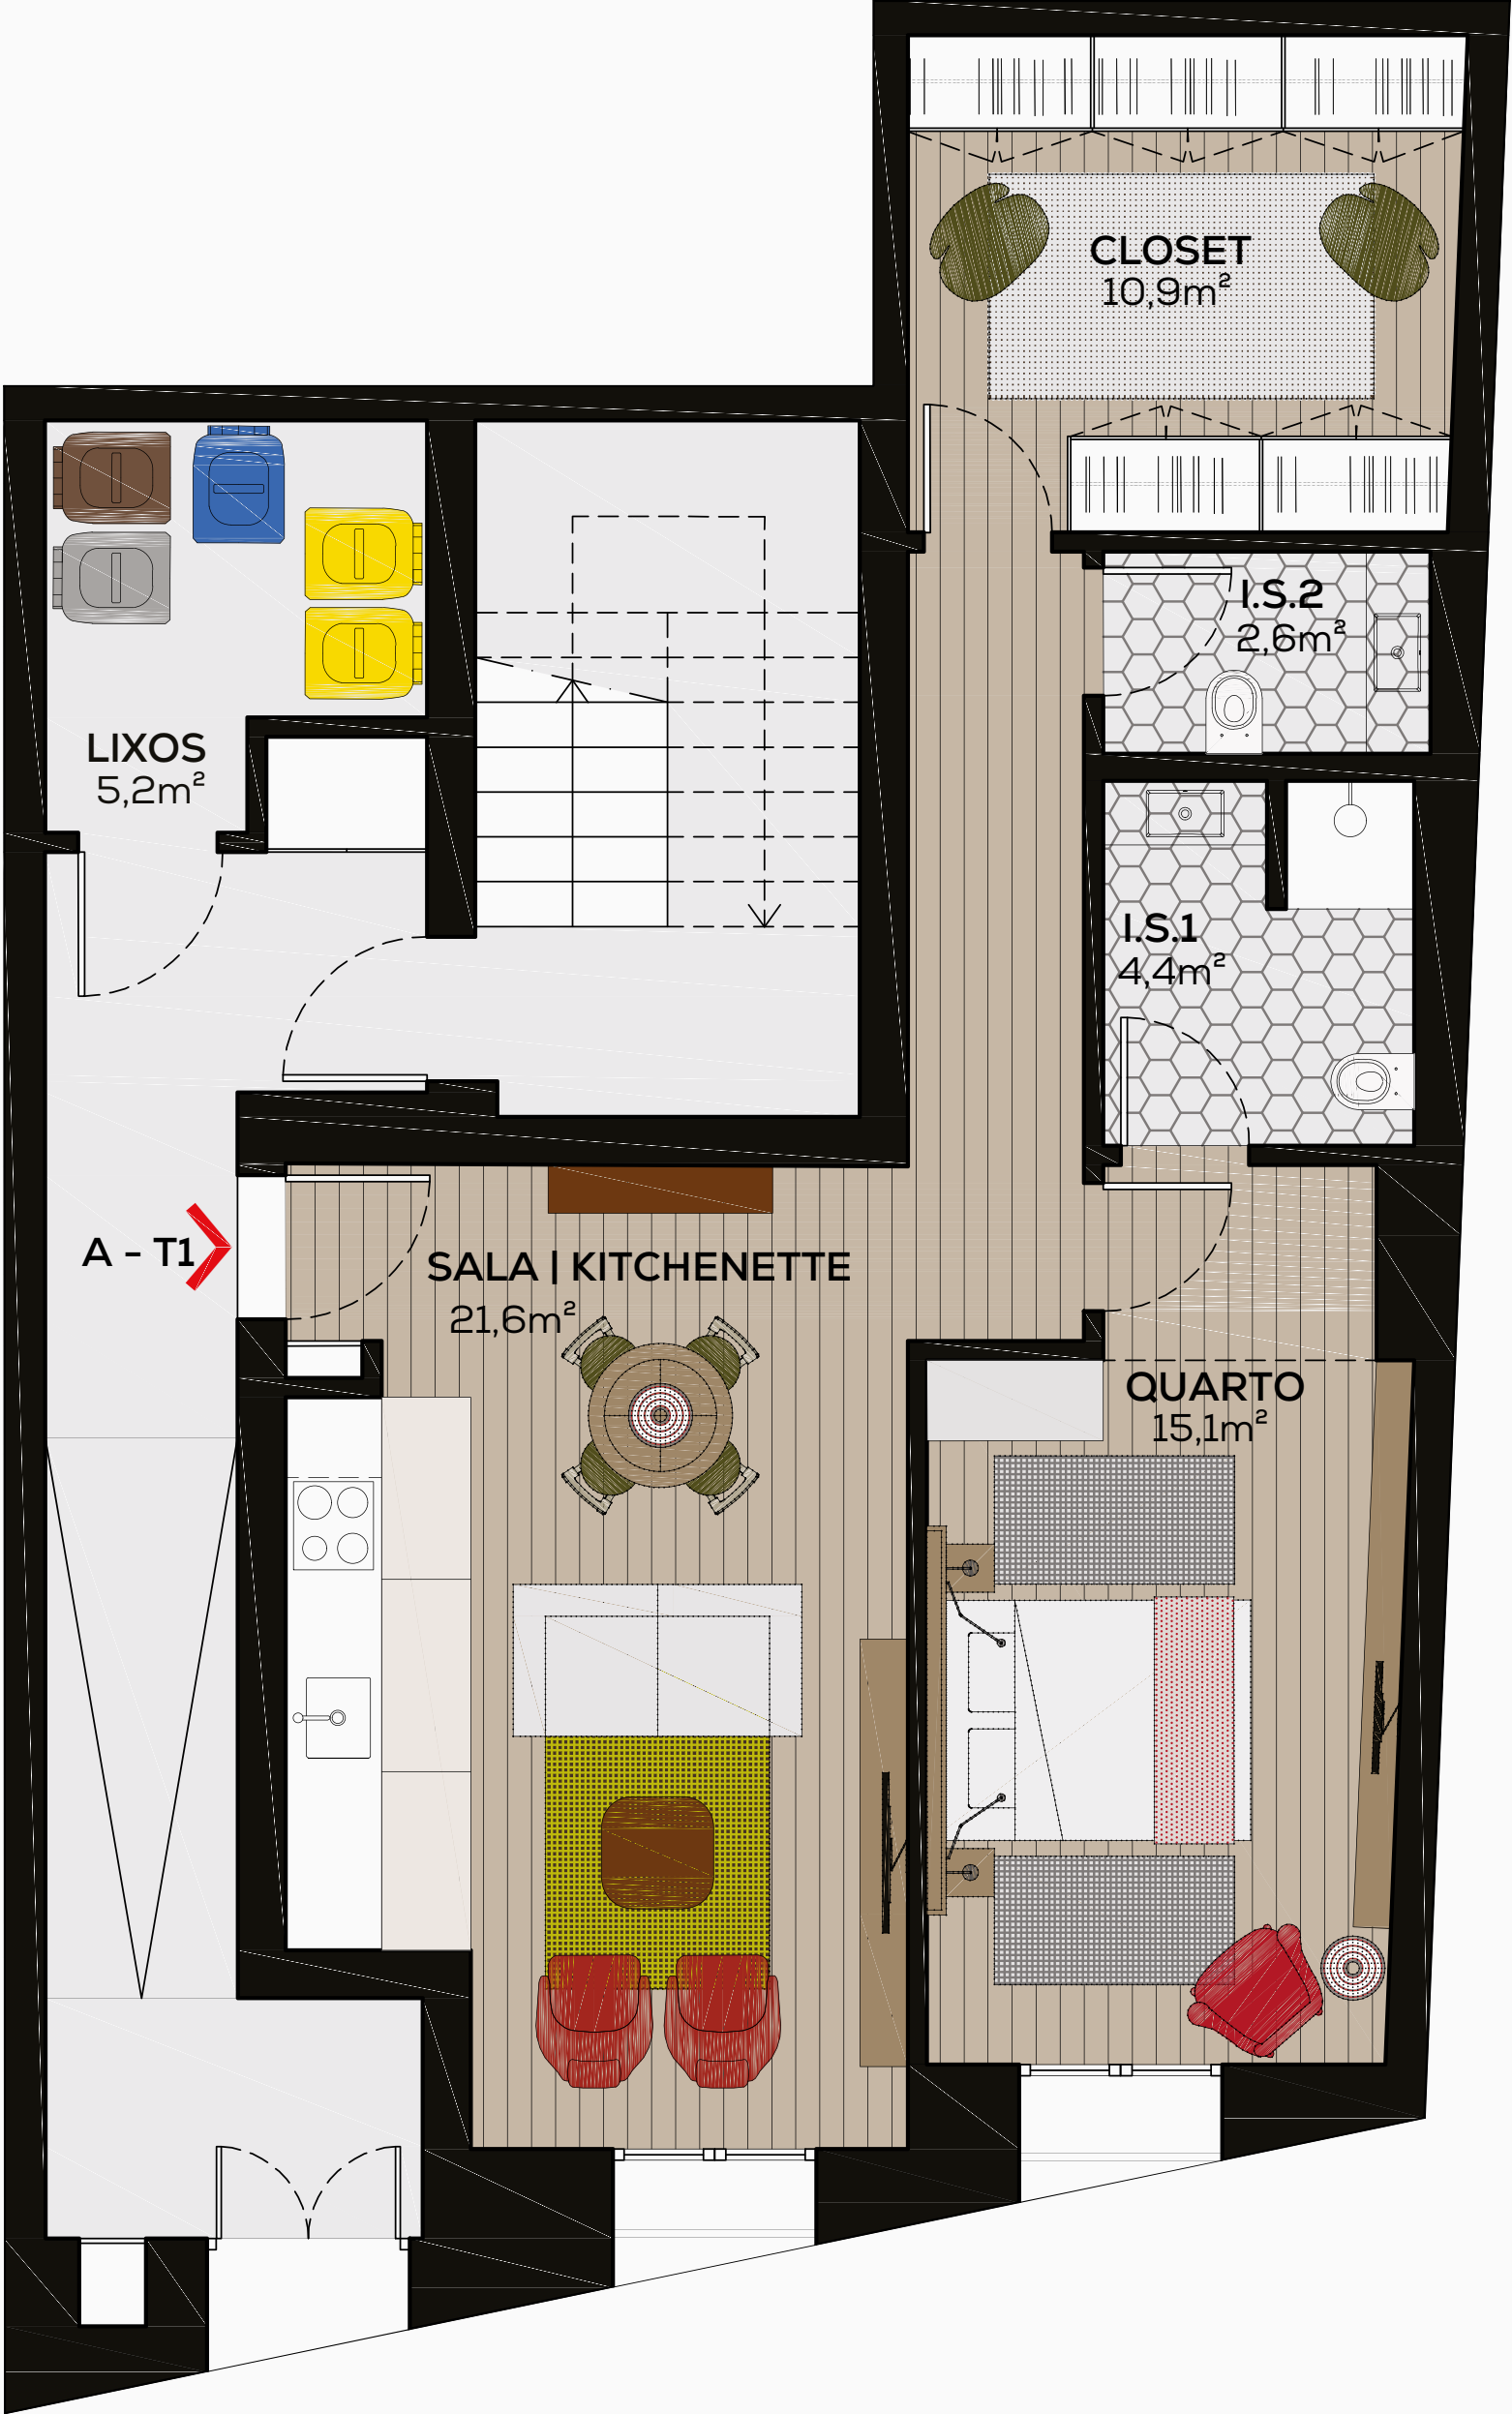 CLOSET
10,9m²
I.S.2
2,6m²
LIXOS
5,2m²
I.S.1
4,4m²
A - T1
SALA | KITCHENETTE
21,6m²
QUARTO
15,1m²